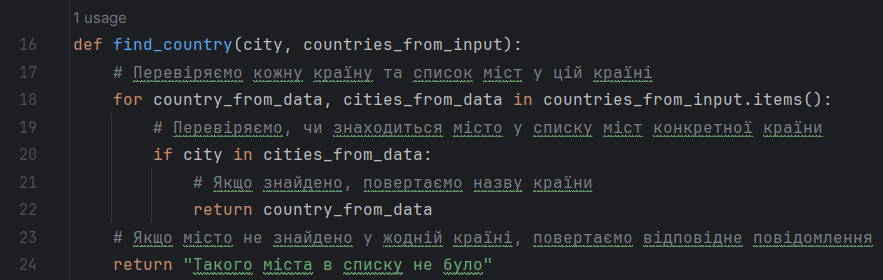 1 usage
16 def find_country(city, countries_from_input):
17 # Перевіряємо кожну країну та список міст у цій країні
18 for country_from_data, cities_from_data in countries_from_input.items():
19 # Перевіряємо, чи знаходиться місто у списку міст конкретної країни
20 if city in cities_from_data:
21 # Якщо знайдено, повертаємо назву країни
22 return country_from_data
23 # Якщо місто не знайдено у жодній країні, повертаємо відповідне повідомлення
24 return "Такого міста в списку не було"